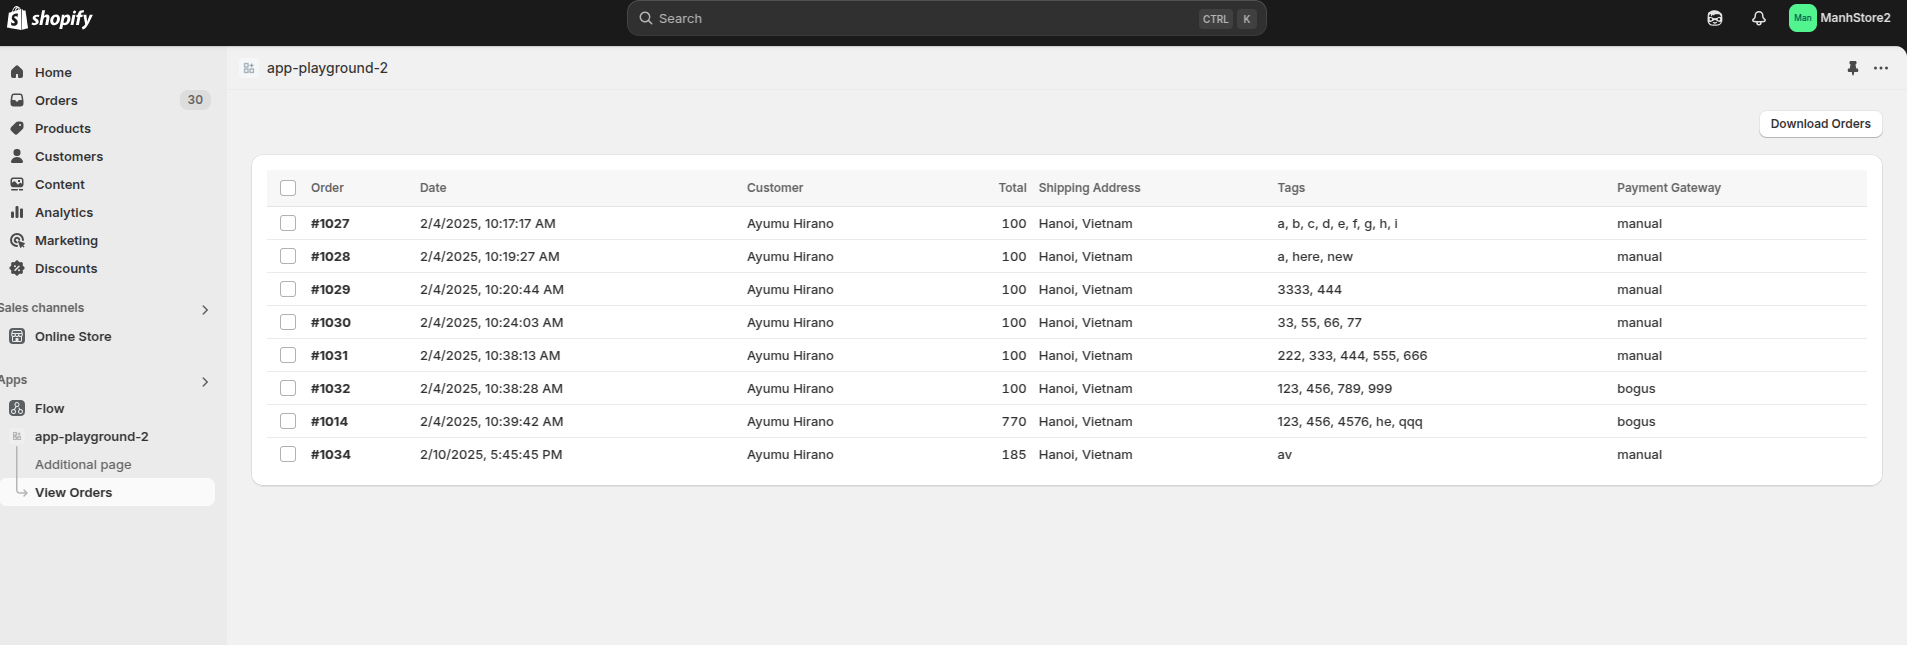 shopify
Search CTRL K
Man ManhStore2
Home
Orders 30
Products
Customers
Content
Analytics
Marketing
Discounts
Sales channels
Online Store
Apps
Flow
app-playground-2
Additional page
View Orders
app-playground-2
Download Orders
Order Date Customer Total Shipping Address Tags Payment Gateway
#1027 2/4/2025, 10:17:17 AM Ayumu Hirano 100 Hanoi, Vietnam a, b, c, d, e, f, g, h, i manual
#1028 2/4/2025, 10:19:27 AM Ayumu Hirano 100 Hanoi, Vietnam a, here, new manual
#1029 2/4/2025, 10:20:44 AM Ayumu Hirano 100 Hanoi, Vietnam 3333, 444 manual
#1030 2/4/2025, 10:24:03 AM Ayumu Hirano 100 Hanoi, Vietnam 33, 55, 66, 77 manual
#1031 2/4/2025, 10:38:13 AM Ayumu Hirano 100 Hanoi, Vietnam 222, 333, 444, 555, 666 manual
#1032 2/4/2025, 10:38:28 AM Ayumu Hirano 100 Hanoi, Vietnam 123, 456, 789, 999 bogus
#1014 2/4/2025, 10:39:42 AM Ayumu Hirano 770 Hanoi, Vietnam 123, 456, 4576, he, qqq bogus
#1034 2/10/2025, 5:45:45 PM Ayumu Hirano 185 Hanoi, Vietnam av manual